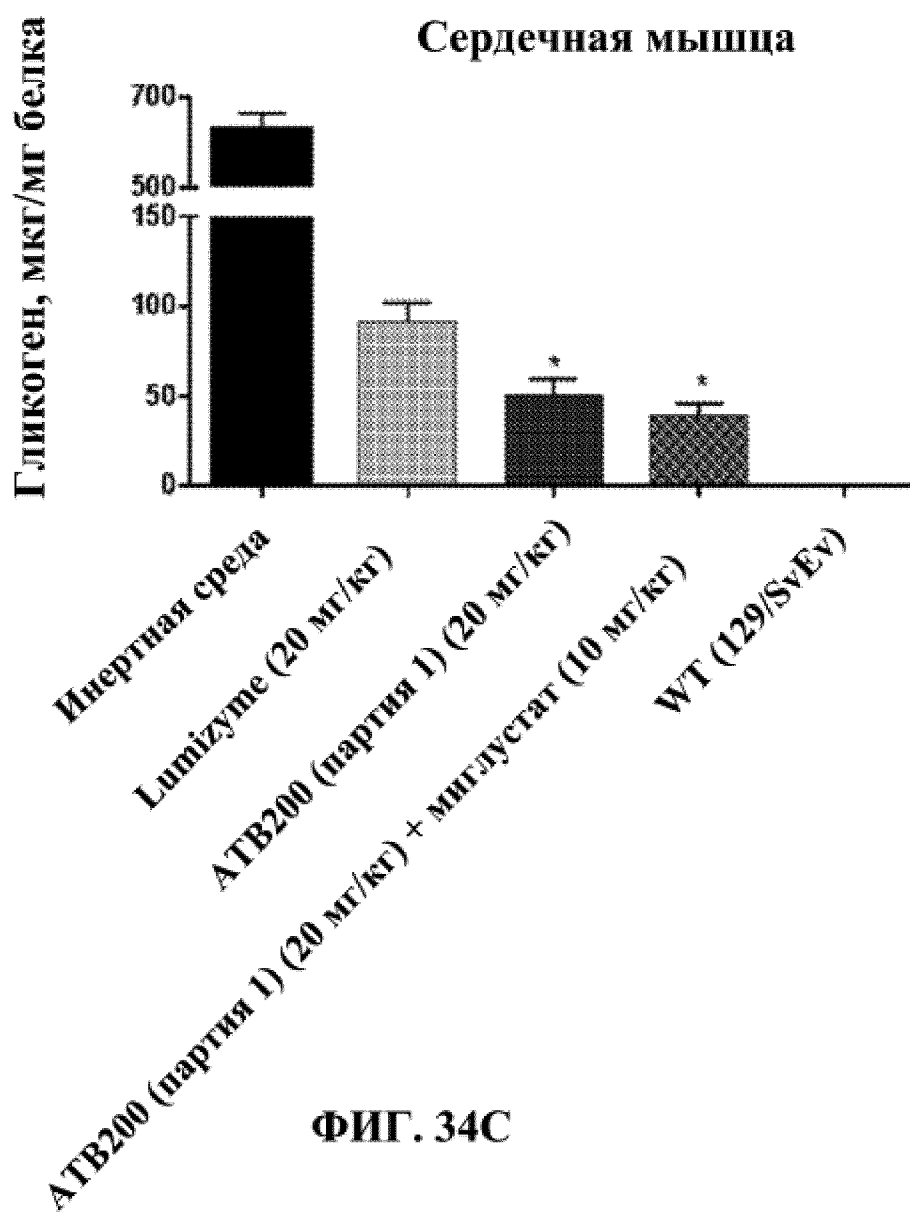 Сердечная мышца
Гликоген, мкг/мг белка
700
500
150
100
50
0
*
*
Инертная среда
Lumizyme (20 мг/кг)
ATB200 (партия 1) (20 мг/кг)
ATB200 (партия 1) (20 мг/кг) + миглустат (10 мг/кг)
WT (129/SvEv)
ФИГ. 34C